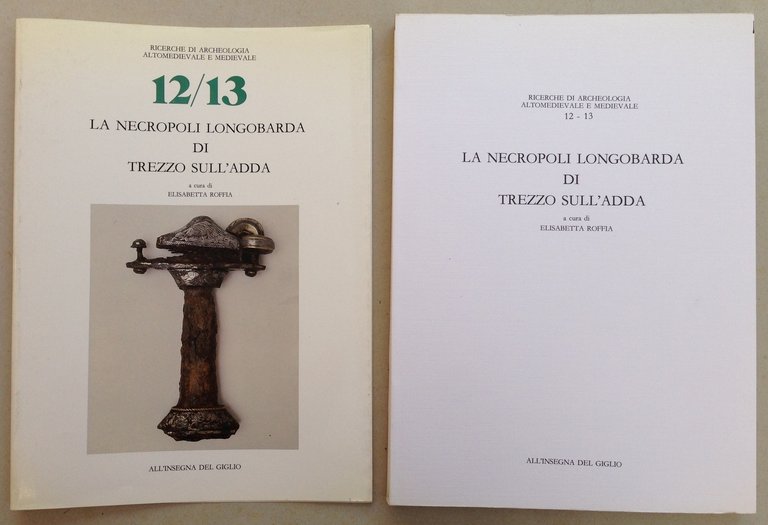 RICERCHE DI ARCHEOLOGIA
ALTOMEDIEVALE E MEDIEVALE
12/13
LA NECROPOLI LONGOBARDA
DI
TREZZO SULL'ADDA
a cura di
ELISABETTA ROFFIA
ALL'INSEGNA DEL GIGLIO
RICERCHE DI ARCHEOLOGIA
ALTOMEDIEVALE E MEDIEVALE
12 - 13
LA NECROPOLI LONGOBARDA
DI
TREZZO SULL'ADDA
a cura di
ELISABETTA ROFFIA
ALL'INSEGNA DEL GIGLIO